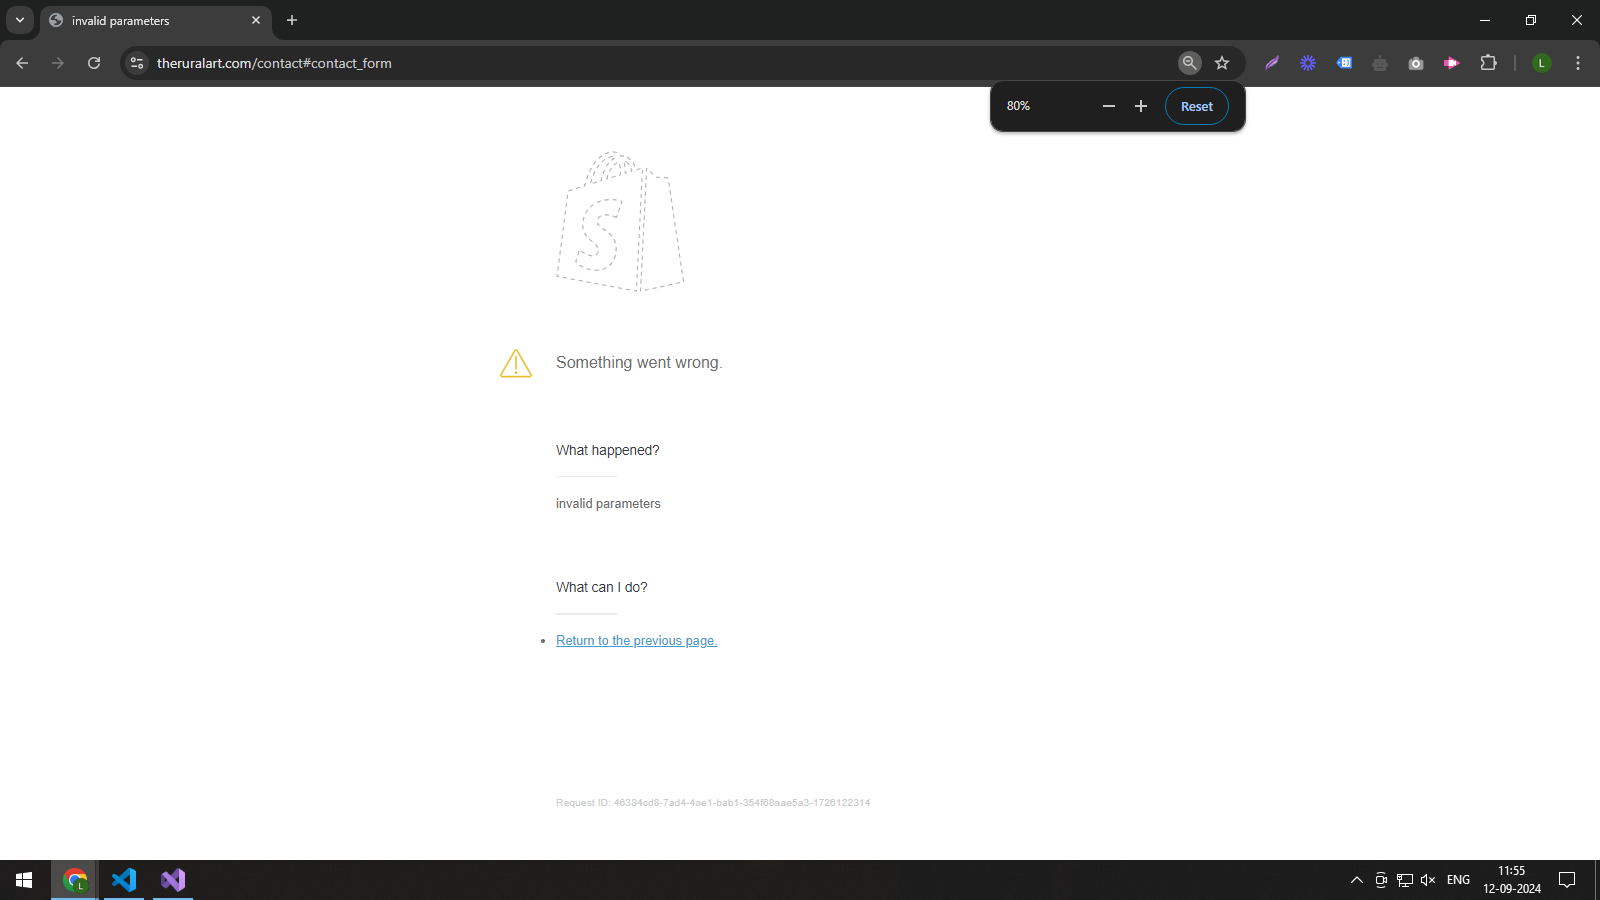 invalid parameters
theruralart.com/contact#contact_form
L
80%
Reset
S
Something went wrong.
What happened?
invalid parameters
What can I do?
Return to the previous page.
Request ID: 46384cd8-7ad4-4ae1-bab1-354f68aae5a3-1726122314
L
ENG
11:55
12-09-2024